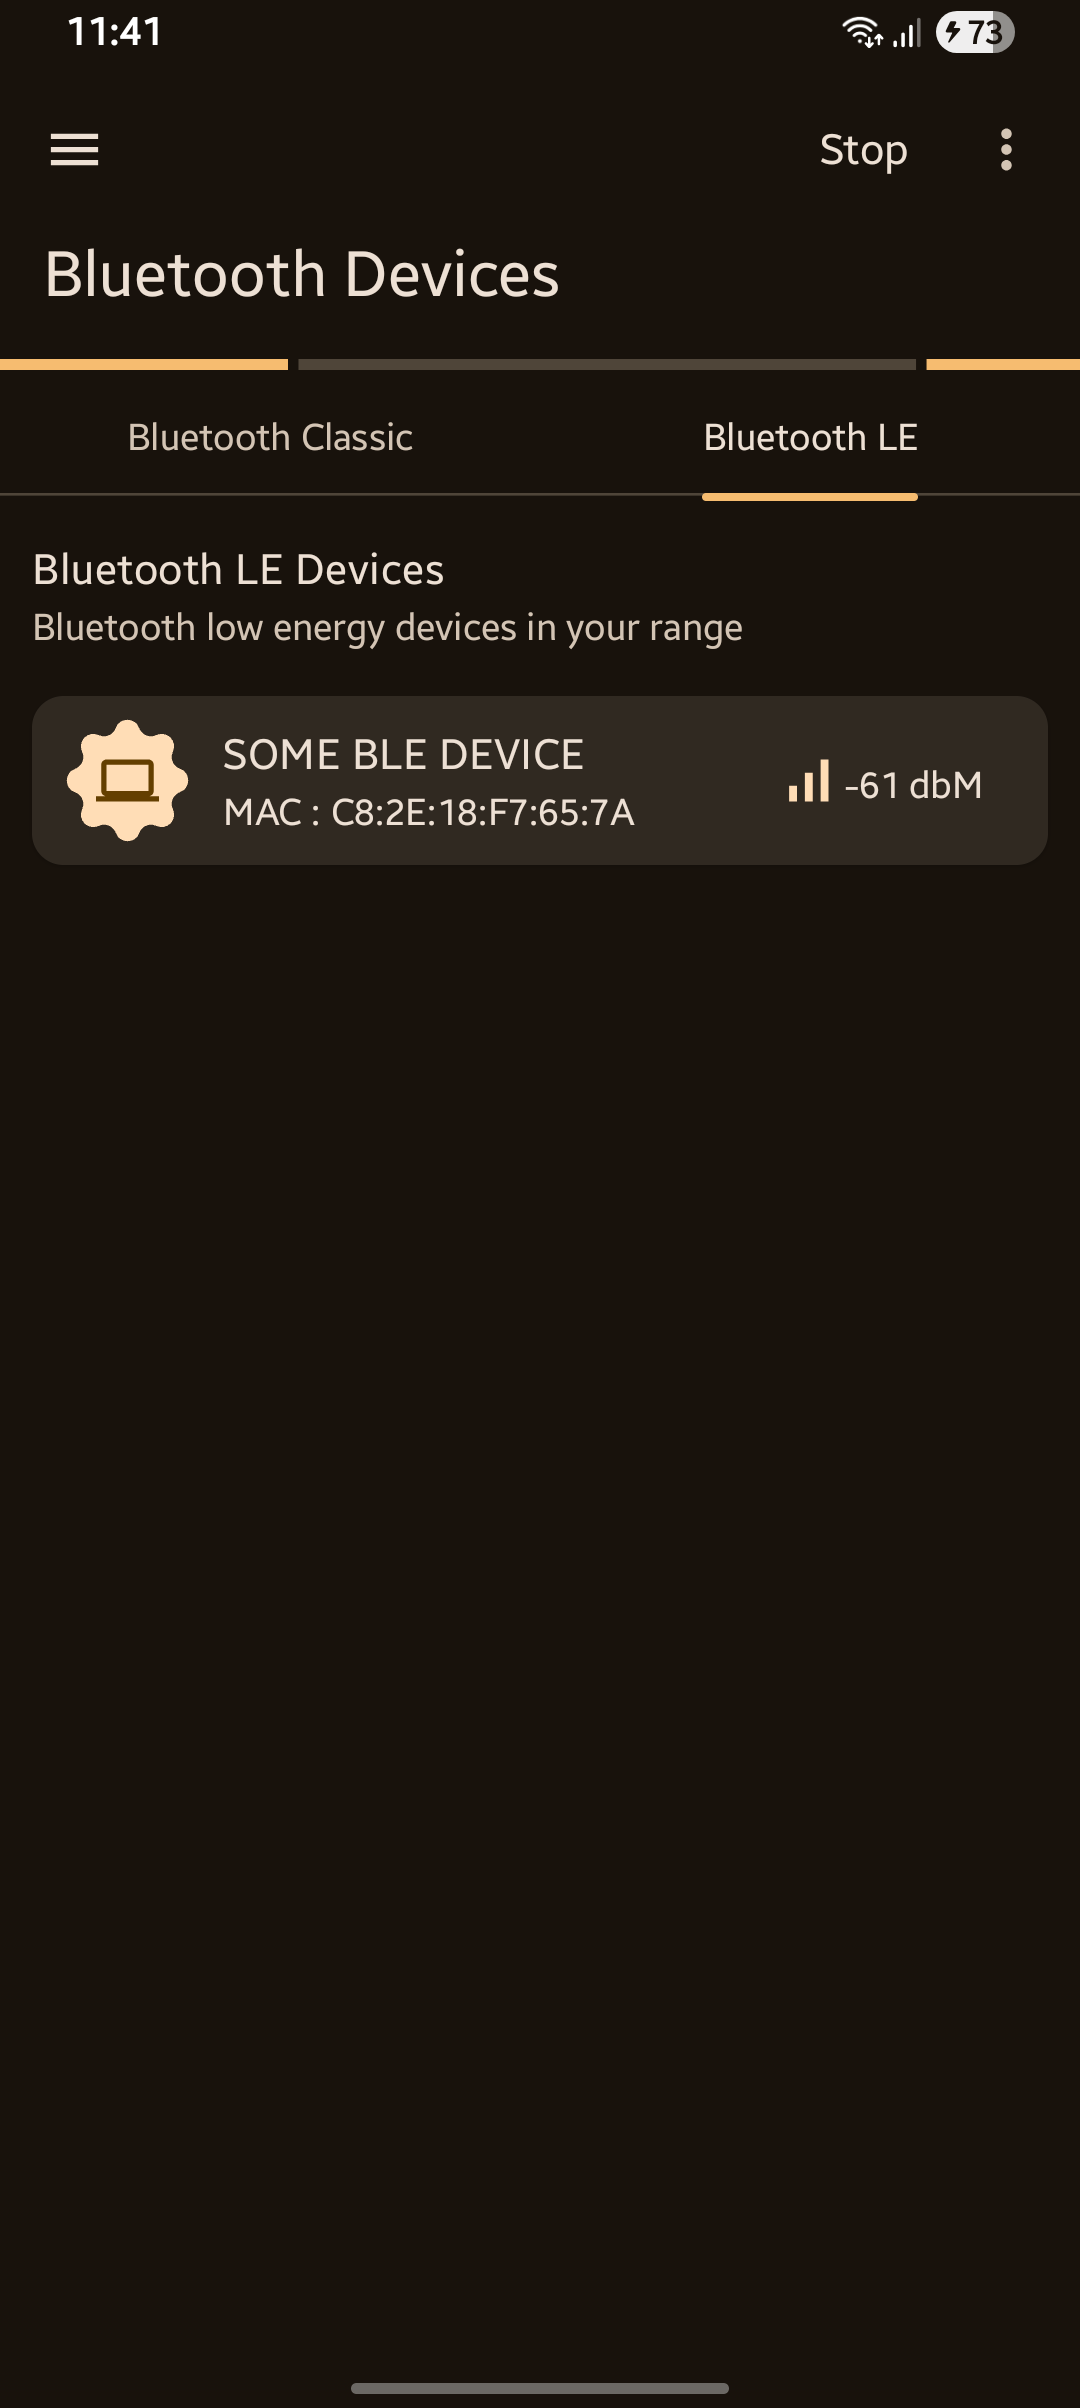 11:41
73
Stop
Bluetooth Devices
Bluetooth Classic
Bluetooth LE
Bluetooth LE Devices
Bluetooth low energy devices in your range
SOME BLE DEVICE
MAC : C8:2E:18:F7:65:7A
-61 dbM